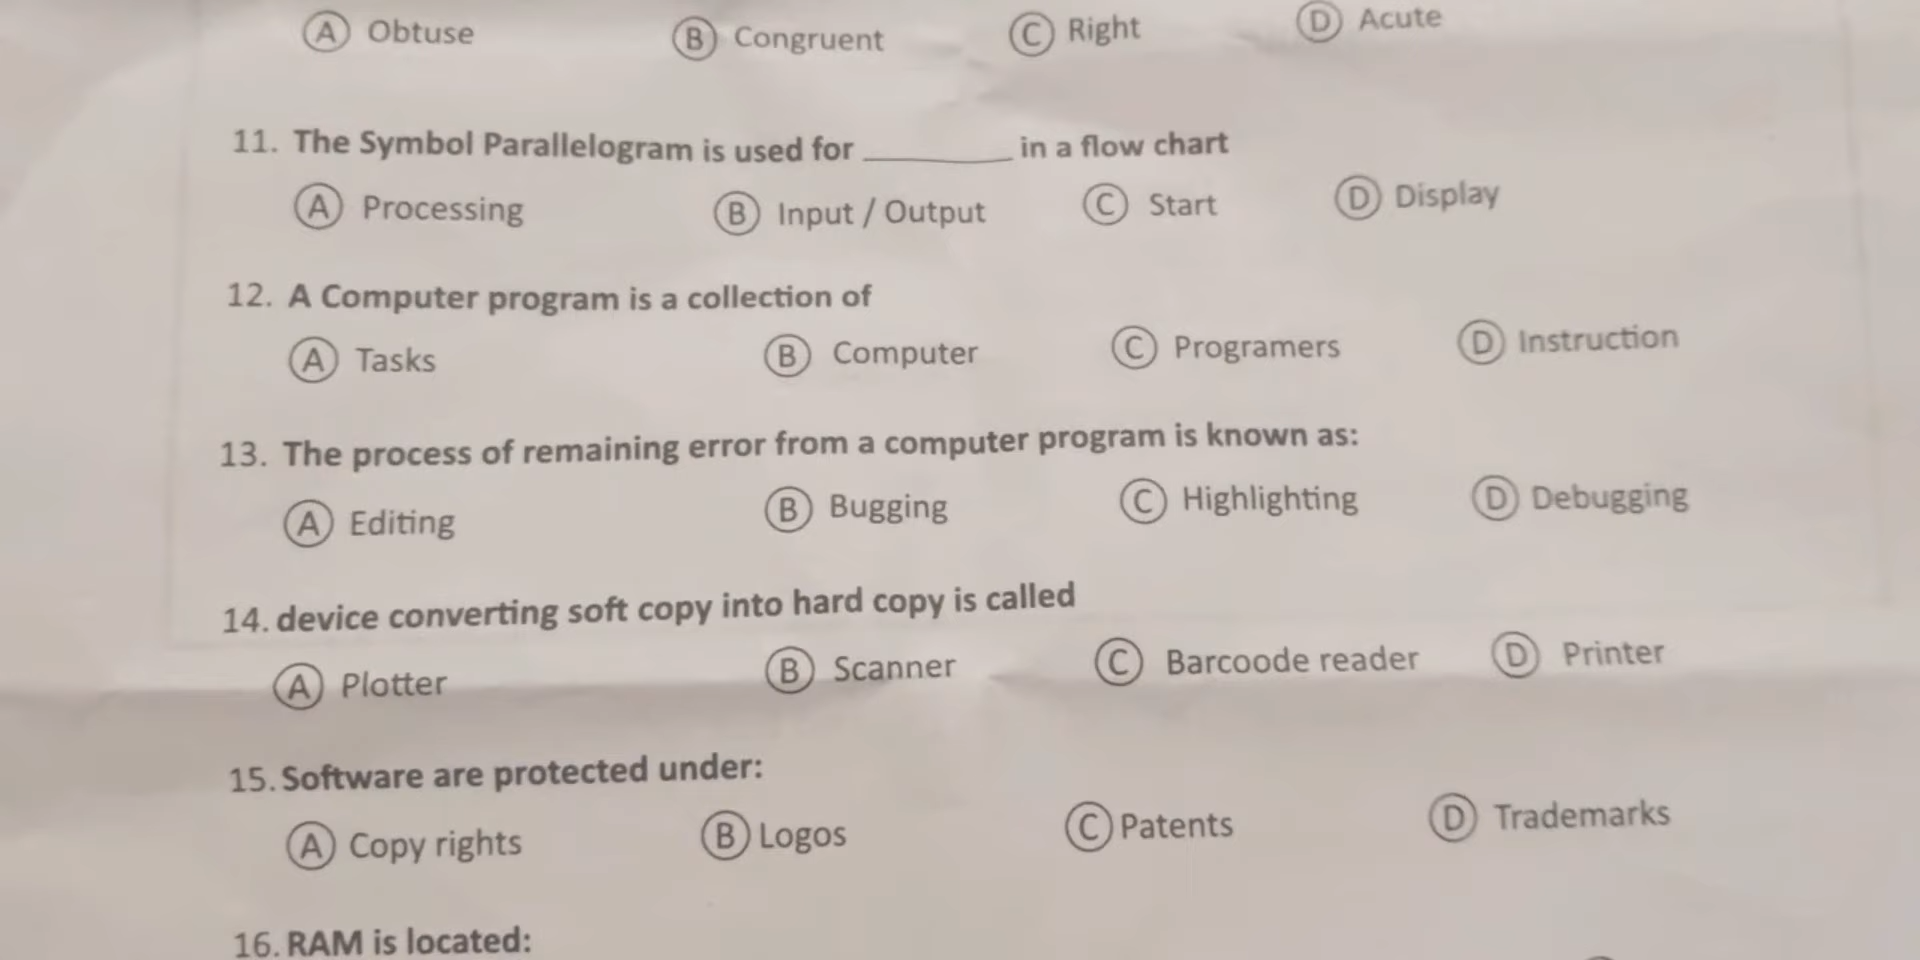 Ⓐ Obtuse Ⓑ Congruent Ⓒ Right Ⓓ Acute
11. The Symbol Parallelogram is used for ________ in a flow chart
Ⓐ Processing Ⓑ Input / Output Ⓒ Start Ⓓ Display
12. A Computer program is a collection of
Ⓐ Tasks Ⓑ Computer Ⓒ Programers Ⓓ Instruction
13. The process of remaining error from a computer program is known as:
Ⓐ Editing Ⓑ Bugging Ⓒ Highlighting Ⓓ Debugging
14. device converting soft copy into hard copy is called
Ⓐ Plotter Ⓑ Scanner Ⓒ Barcoode reader Ⓓ Printer
15. Software are protected under:
Ⓐ Copy rights Ⓑ Logos Ⓒ Patents Ⓓ Trademarks
16. RAM is located: